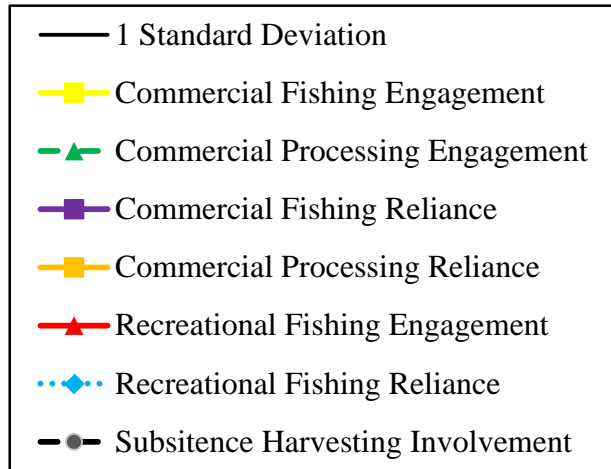 1 Standard Deviation
Commercial Fishing Engagement
Commercial Processing Engagement
Commercial Fishing Reliance
Commercial Processing Reliance
Recreational Fishing Engagement
Recreational Fishing Reliance
Subsitence Harvesting Involvement